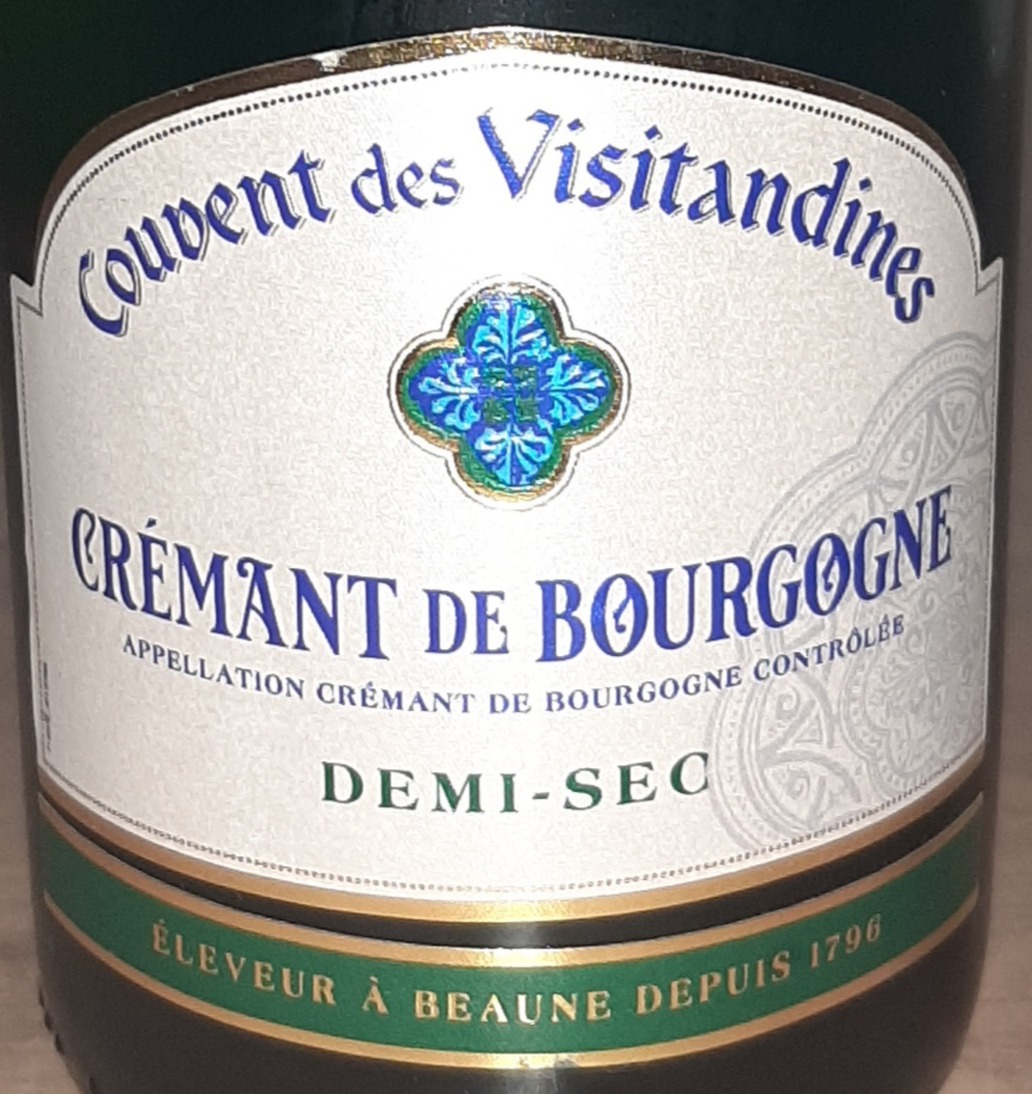 Couvent des Visitandines
CRÉMANT DE BOURGOGNE
APPELLATION CRÉMANT DE BOURGOGNE CONTRÔLÉE
DEMI-SEC
ÉLEVEUR À BEAUNE DEPUIS 1796